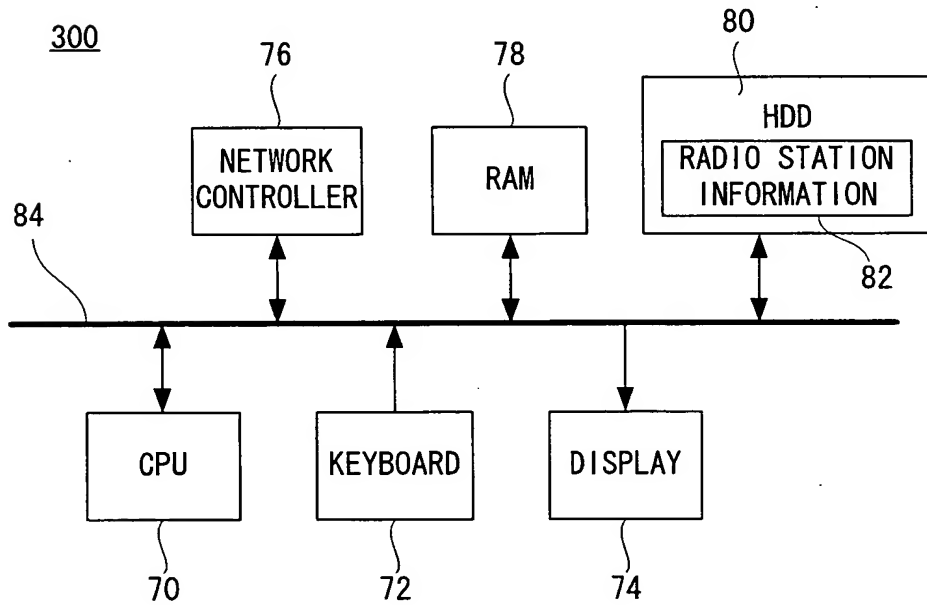 300
76
78
80
NETWORK
CONTROLLER
RAM
HDD
RADIO STATION
INFORMATION
84
82
CPU
KEYBOARD
DISPLAY
70
72
74